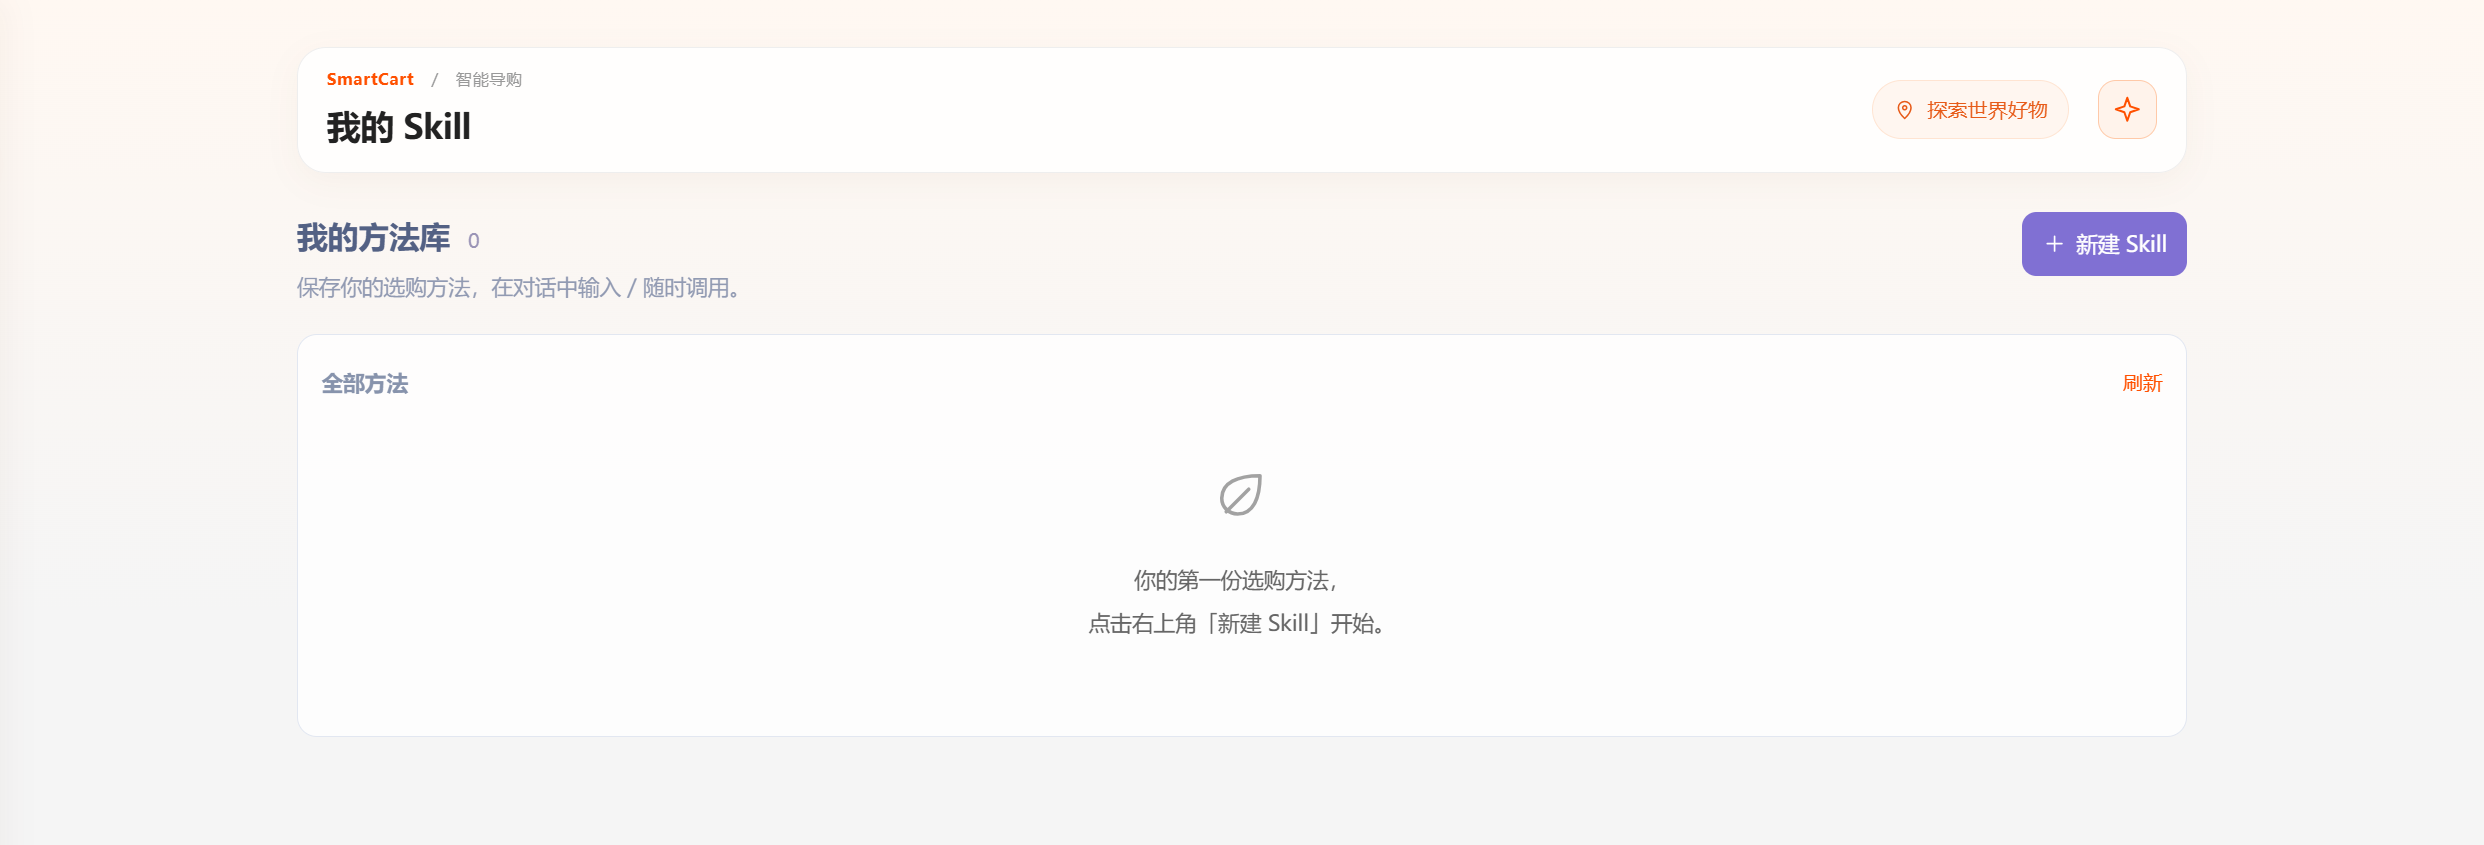 SmartCart / 智能导购
我的 Skill
探索世界好物
我的方法库 0
+ 新建 Skill
保存你的选购方法，在对话中输入 / 随时调用。
全部方法
刷新
你的第一份选购方法，
点击右上角「新建 Skill」开始。